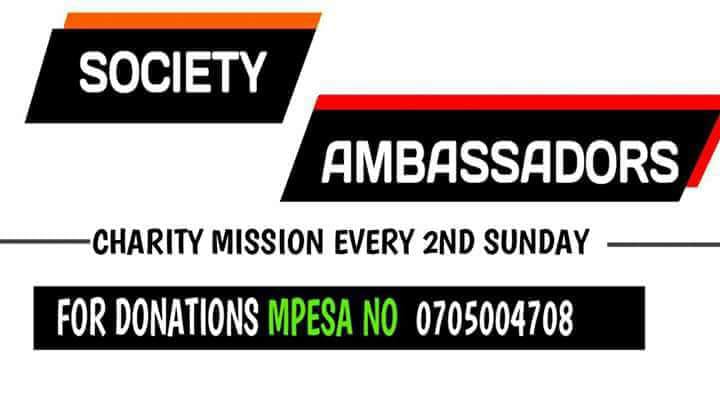 SOCIETY
AMBASSADORS
CHARITY MISSION EVERY 2ND SUNDAY
FOR DONATIONS MPESA NO 0705004708